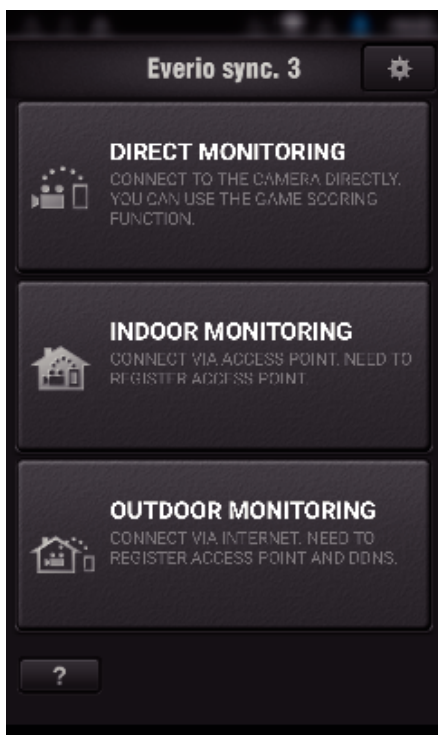 Everio sync. 3
DIRECT MONITORING
CONNECT TO THE CAMERA DIRECTLY.
YOU CAN USE THE GAME SCORING
FUNCTION.
INDOOR MONITORING
CONNECT VIA ACCESS POINT. NEED TO
REGISTER ACCESS POINT.
OUTDOOR MONITORING
CONNECT VIA INTERNET. NEED TO
REGISTER ACCESS POINT AND DDNS.
?